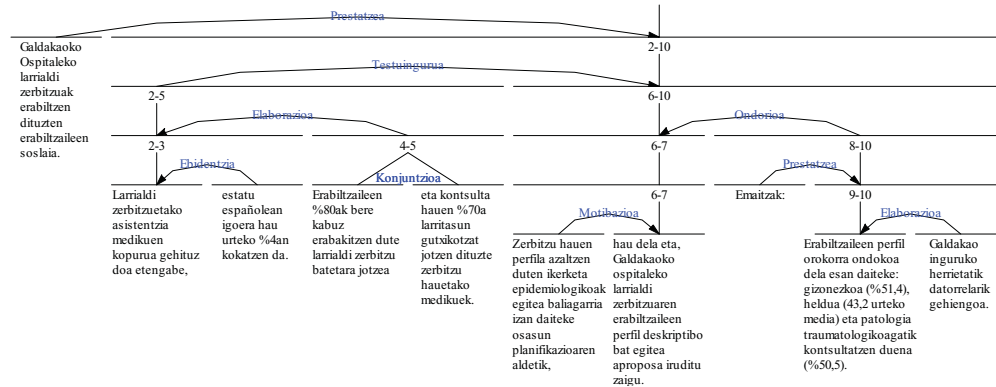 Prestatzea
Galdakaoko
Ospitaleko
larrialdi
zerbitzuak
erabiltzen
dituzten
erabiltzaileen
soslaia.
2-10
Testuingurua
2-5
6-10
Elaborazioa
Ondorioa
2-3
4-5
6-7
8-10
Ebidentzia
Konjuntzioa
Motibazioa
6-7
Prestatzea
9-10
Elaborazioa
Larrialdi
zerbitzuetako
asistentzia
medikuen
kopurua gehituz
doa etengabe,
estatu
españolean
igoera hau
urteko %4an
kokatzen da.
Erabiltzaileen
%80ak bere
kabuz
erabakitzen dute
larrialdi zerbitzu
batetara jotzea
eta kontsulta
hauen %70a
larritasun
gutxikotzat
jotzen dituzte
zerbitzu
hauetako
medikuek.
Zerbitzu hauen
perfila azaltzen
duten ikerketa
epidemiologikoak
egitea baliagarria
izan daiteke
osasun
planifikazioaren
aldetik,
hau dela eta,
Galdakaoko
ospitaleko
larrialdi
zerbitzuaren
erabiltzaileen
perfil deskriptibo
bat egitea
aproposa iruditu
zaigu.
Emaitzak:
Erabiltzaileen perfil
orokorra ondokoa
dela esan daiteke:
gizonezkoa (%51,4),
heldua (43,2 urteko
media) eta patologia
traumatologikoagatik
kontsultatzen duena
(%50,5).
Galdakao
inguruko
herrietatik
datorrelarik
gehiengoa.